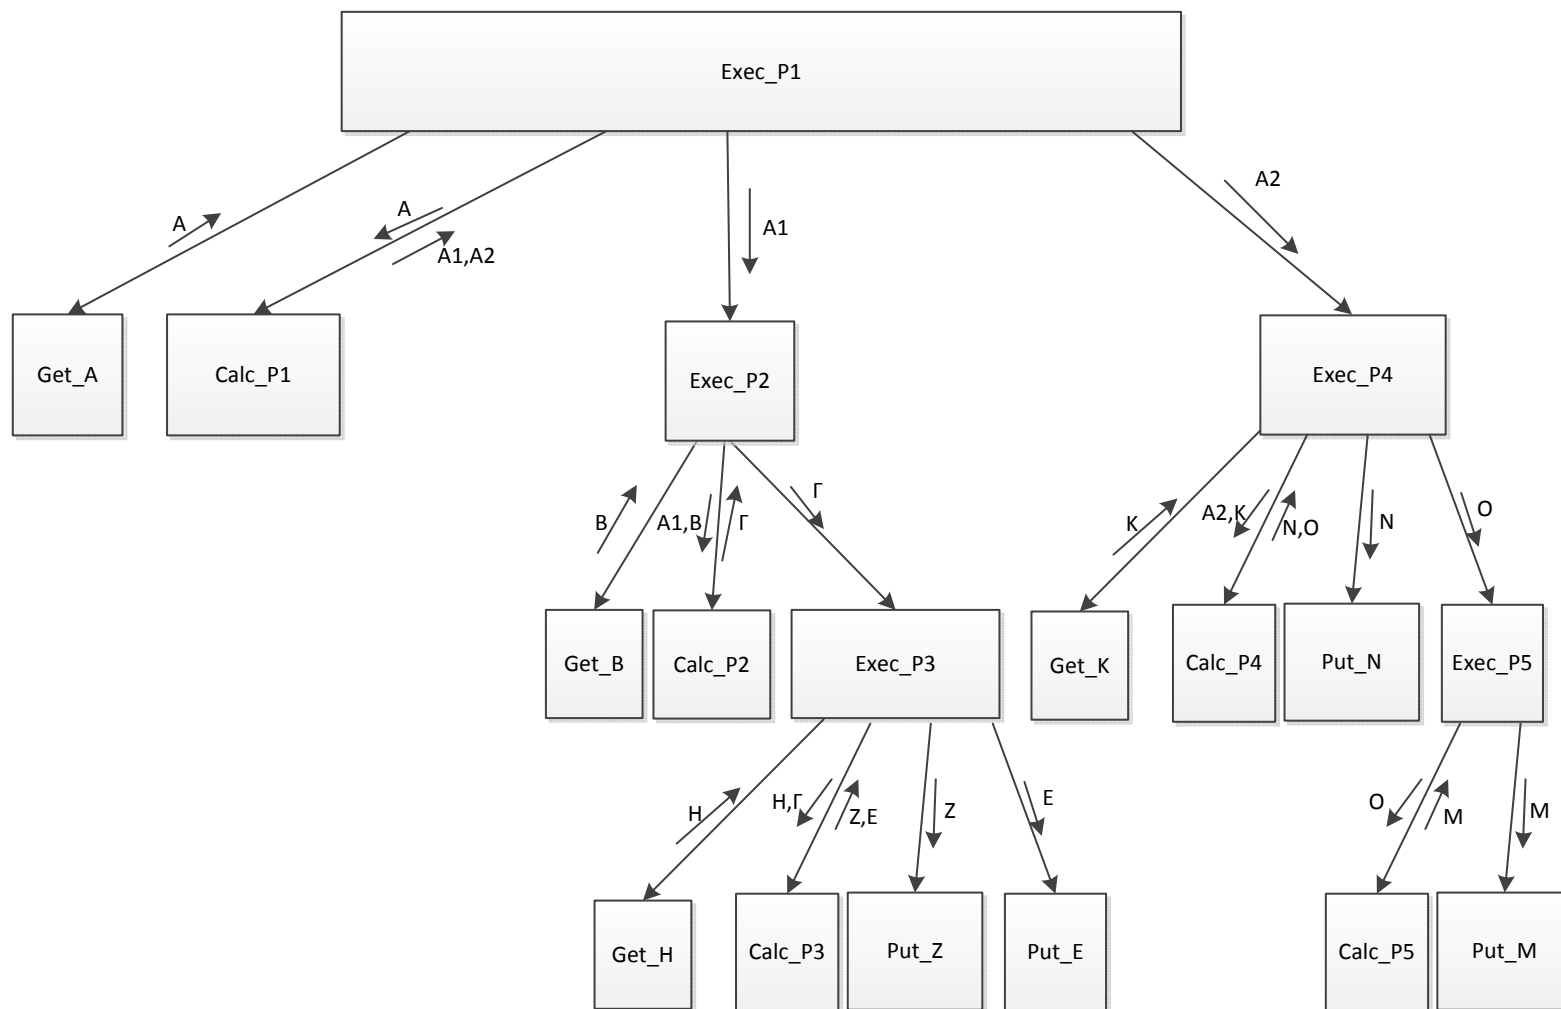 Exec_P1
A
A
A1,A2
A1
A2
Get_A
Calc_P1
Exec_P2
Exec_P4
B
A1,B
Γ
Γ
K
A2,K
N,O
N
O
Get_B
Calc_P2
Exec_P3
Get_K
Calc_P4
Put_N
Exec_P5
H
H,Γ
Z,E
Z
E
O
M
M
Get_H
Calc_P3
Put_Z
Put_E
Calc_P5
Put_M